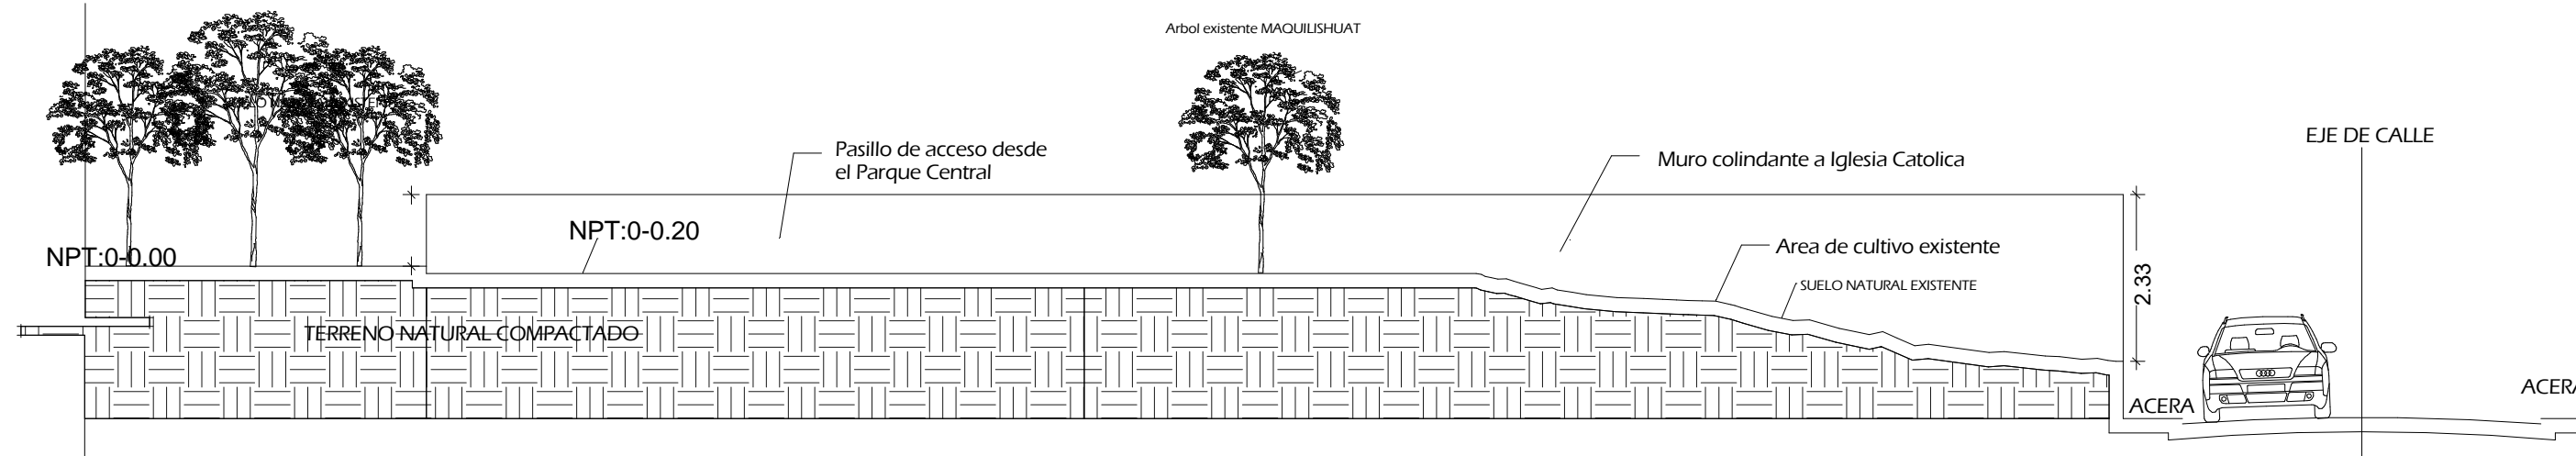 Arbol existente MAQUILISHUAT
EJE DE CALLE
Pasillo de acceso desde
el Parque Central
Muro colindante a Iglesia Catolica
NPT:0-0.20
NPT:0-0.00
Area de cultivo existente
SUELO NATURAL EXISTENTE
2.33
TERRENO NATURAL COMPACTADO
ACERA
ACERA